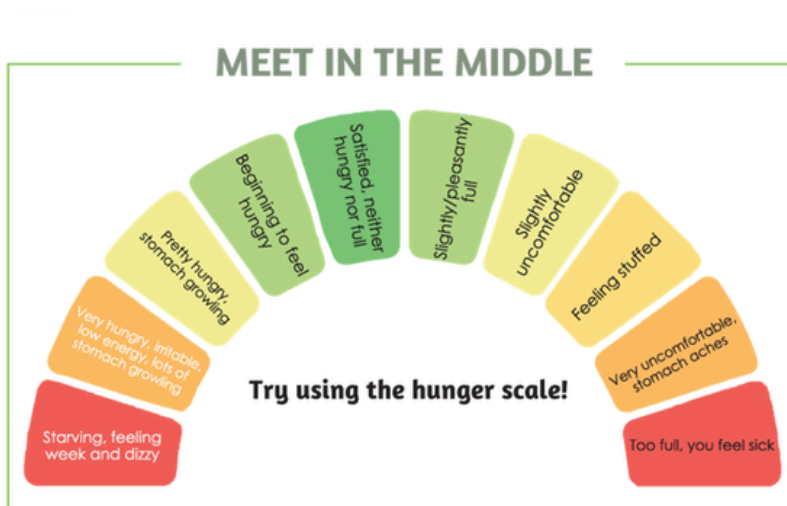 MEET IN THE MIDDLE
Starving, feeling
week and dizzy
Very hungry, irritable,
low energy, lots of
stomach growling
Pretty hungry,
stomach growling
Beginning to feel
hungry
Satisfied, neither
hungry nor full
Slightly/pleasantly
full
Slightly
uncomfortable
Feeling stuffed
Very uncomfortable,
stomach aches
Too full, you feel sick
Try using the hunger scale!